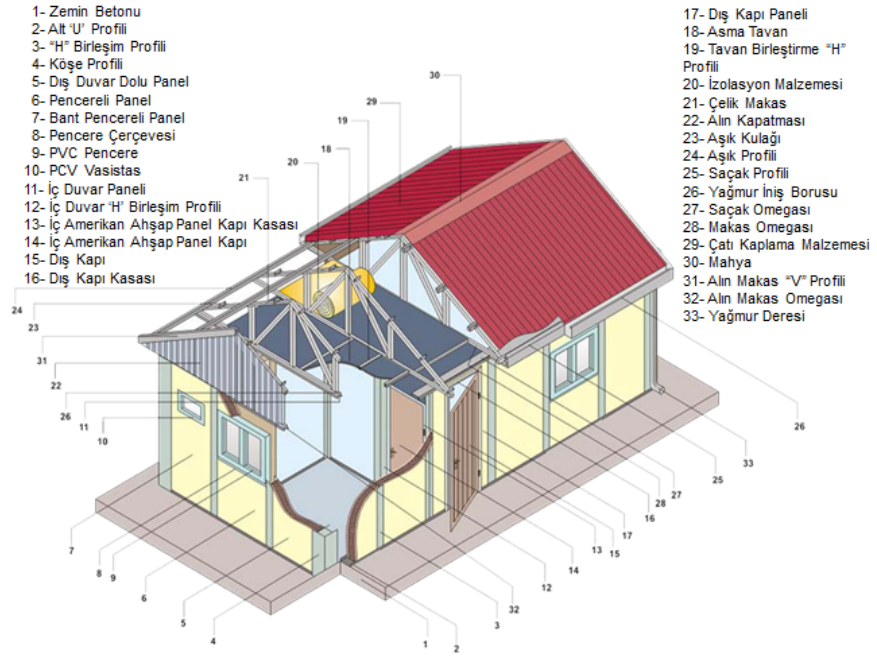 1- Zemin Betonu
2- Alt ‘U’ Profili
3- “H” Birleşim Profili
4- Köşe Profili
5- Dış Duvar Dolu Panel
6- Pencereli Panel
7- Bant Pencereli Panel
8- Pencere Çerçevesi
9- PVC Pencere
10- PCV Vasistas
11- İç Duvar Paneli
12- İç Duvar ‘H’ Birleşim Profili
13- İç Amerikan Ahşap Panel Kapı Kasası
14- İç Amerikan Ahşap Panel Kapı
15- Dış Kapı
16- Dış Kapı Kasası
17- Dış Kapı Paneli
18- Asma Tavan
19- Tavan Birleştirme “H”
Profili
20- İzolasyon Malzemesi
21- Çelik Makas
22- Alın Kapatması
23- Aşık Kulağı
24- Aşık Profili
25- Saçak Profili
26- Yağmur İniş Borusu
27- Saçak Omegası
28- Makas Omegası
29- Çatı Kaplama Malzemesi
30- Mahya
31- Alın Makas “V” Profili
32- Alın Makas Omegası
33- Yağmur Deresi
30
29
19
18
20
21
24
23
31
22
26
11
10
7
8
9
6
5
4
1
2
3
32
12
14
13
15
17
16
28
27
25
33
26